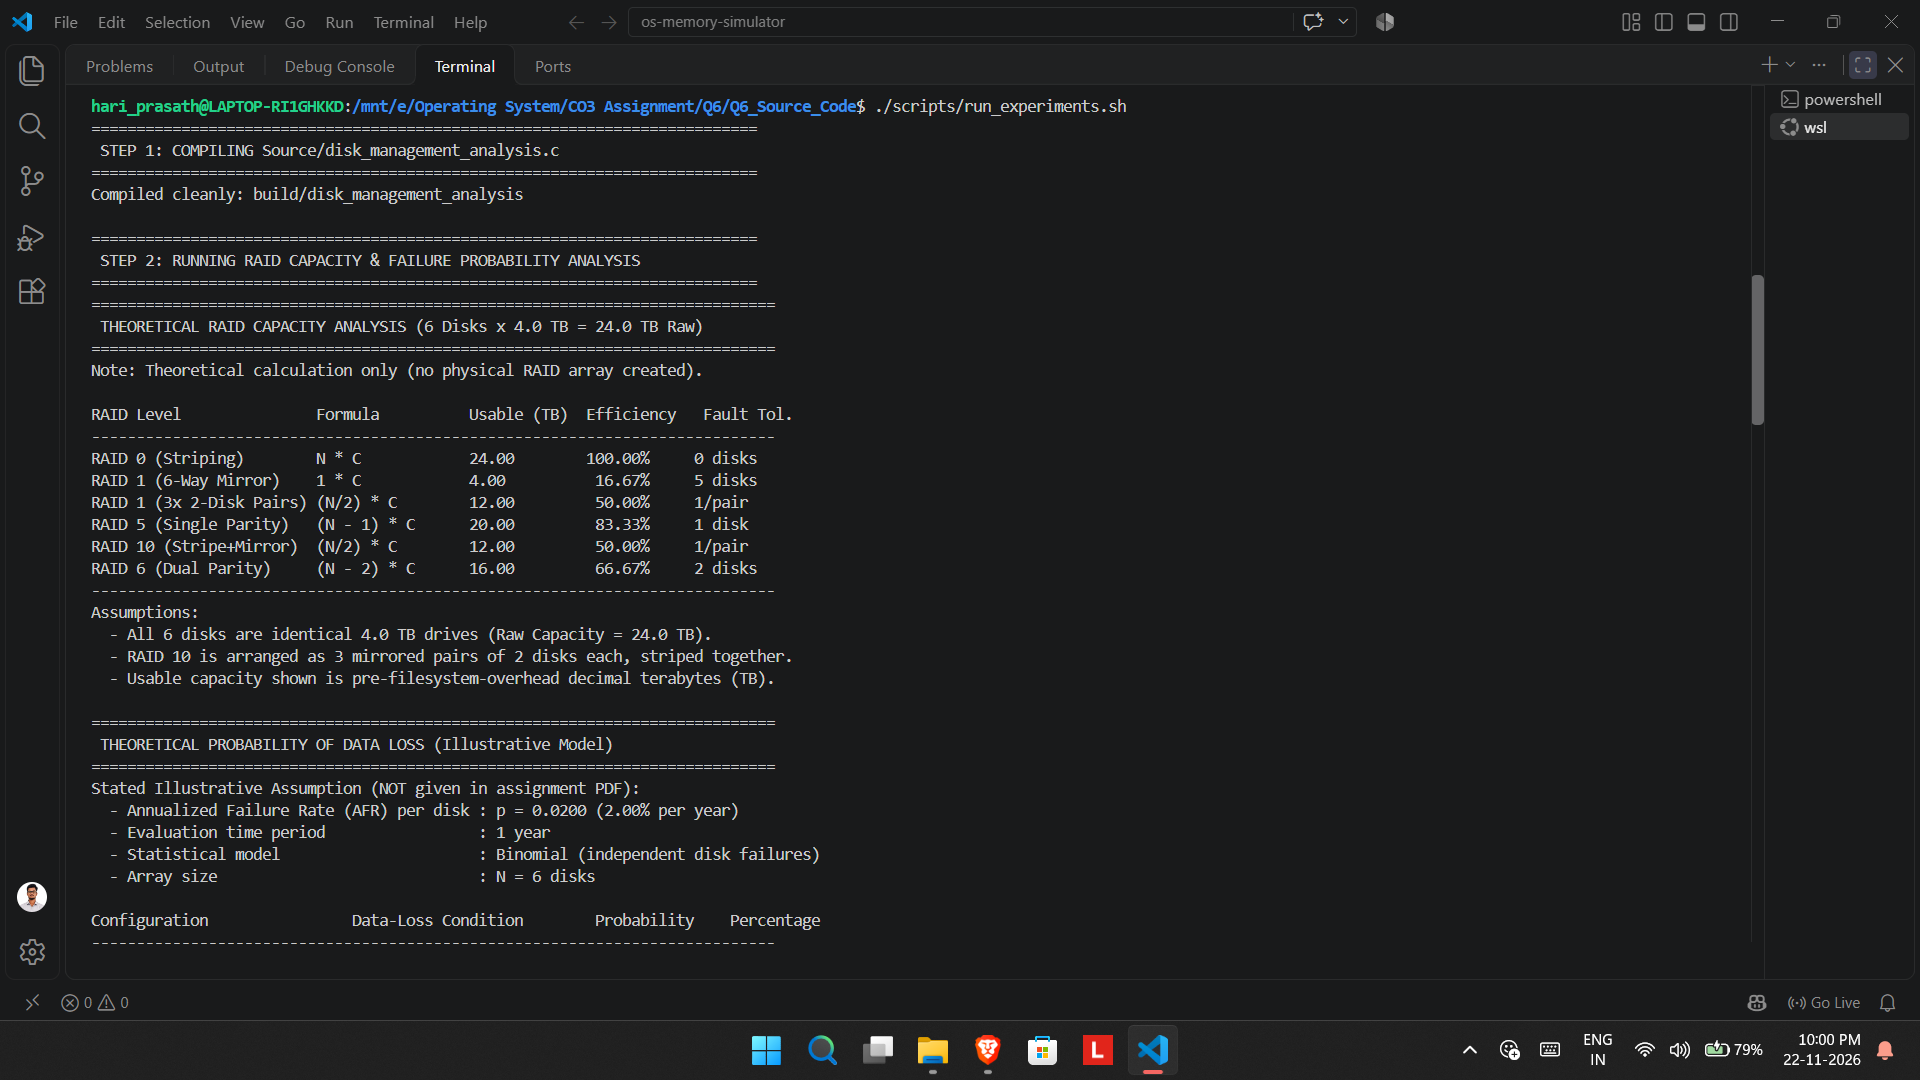 File Edit Selection View Go Run Terminal Help
os-memory-simulator
Problems Output Debug Console Terminal Ports
powershell
wsl
hari_prasath@LAPTOP-RI1GHKKD:/mnt/e/Operating System/CO3 Assignment/Q6/Q6_Source_Code$ ./scripts/run_experiments.sh
==========================================================================
STEP 1: COMPILING Source/disk_management_analysis.c
==========================================================================
Compiled cleanly: build/disk_management_analysis
==========================================================================
STEP 2: RUNNING RAID CAPACITY & FAILURE PROBABILITY ANALYSIS
==========================================================================
============================================================================
THEORETICAL RAID CAPACITY ANALYSIS (6 Disks x 4.0 TB = 24.0 TB Raw)
============================================================================
Note: Theoretical calculation only (no physical RAID array created).
RAID Level Formula Usable (TB) Efficiency Fault Tol.
----------------------------------------------------------------------------
RAID 0 (Striping) N * C 24.00 100.00% 0 disks
RAID 1 (6-Way Mirror) 1 * C 4.00 16.67% 5 disks
RAID 1 (3x 2-Disk Pairs) (N/2) * C 12.00 50.00% 1/pair
RAID 5 (Single Parity) (N - 1) * C 20.00 83.33% 1 disk
RAID 10 (Stripe+Mirror) (N/2) * C 12.00 50.00% 1/pair
RAID 6 (Dual Parity) (N - 2) * C 16.00 66.67% 2 disks
----------------------------------------------------------------------------
Assumptions:
- All 6 disks are identical 4.0 TB drives (Raw Capacity = 24.0 TB).
- RAID 10 is arranged as 3 mirrored pairs of 2 disks each, striped together.
- Usable capacity shown is pre-filesystem-overhead decimal terabytes (TB).
============================================================================
THEORETICAL PROBABILITY OF DATA LOSS (Illustrative Model)
============================================================================
Stated Illustrative Assumption (NOT given in assignment PDF):
- Annualized Failure Rate (AFR) per disk : p = 0.0200 (2.00% per year)
- Evaluation time period : 1 year
- Statistical model : Binomial (independent disk failures)
- Array size : N = 6 disks
Configuration Data-Loss Condition Probability Percentage
----------------------------------------------------------------------------
0 0
Go Live
L
ENG
IN
79%
10:00 PM
22-11-2026